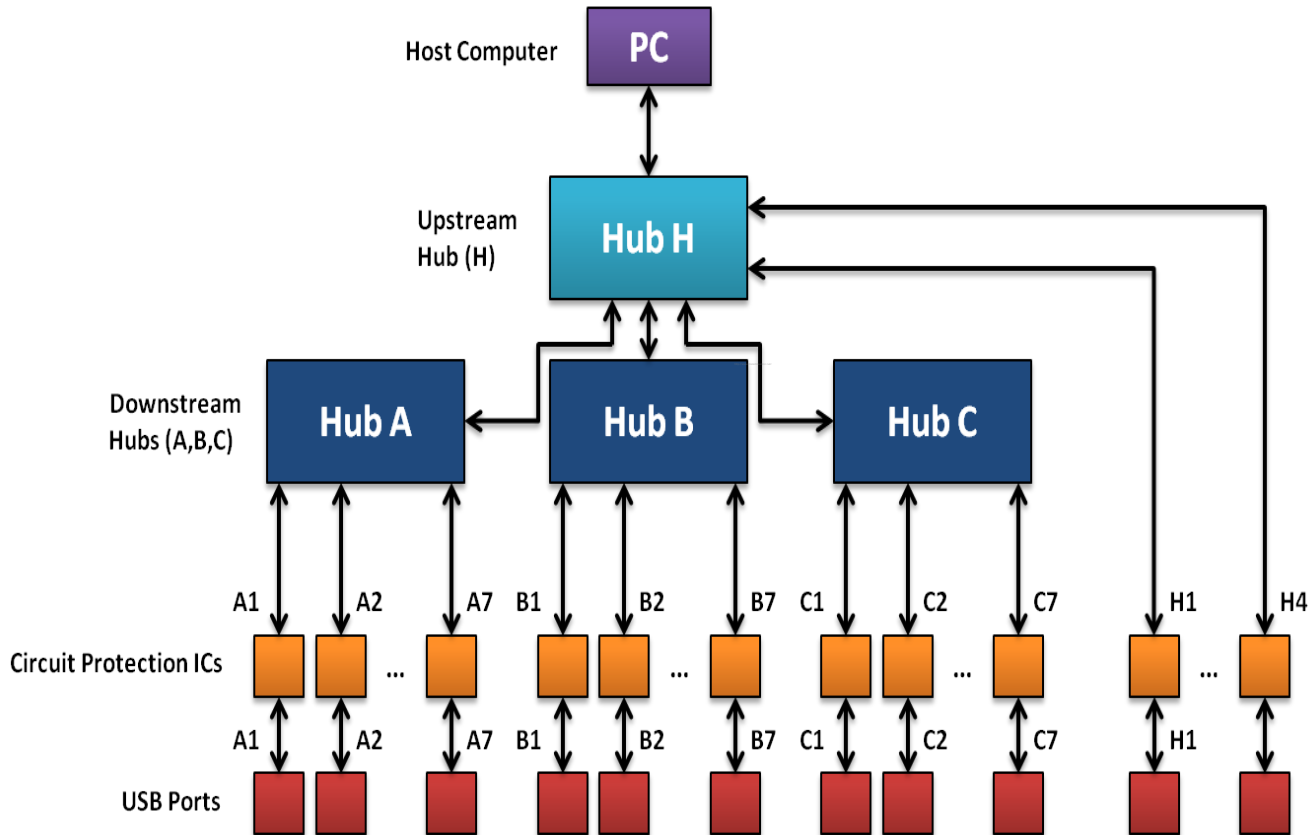 Host Computer
PC
Upstream
Hub (H)
Hub H
Downstream
Hubs (A,B,C)
Hub A
Hub B
Hub C
A1 A2 A7 B1 B2 B7 C1 C2 C7 H1 H4
Circuit Protection ICs
... ... ... ...
A1 A2 A7 B1 B2 B7 C1 C2 C7 H1
USB Ports